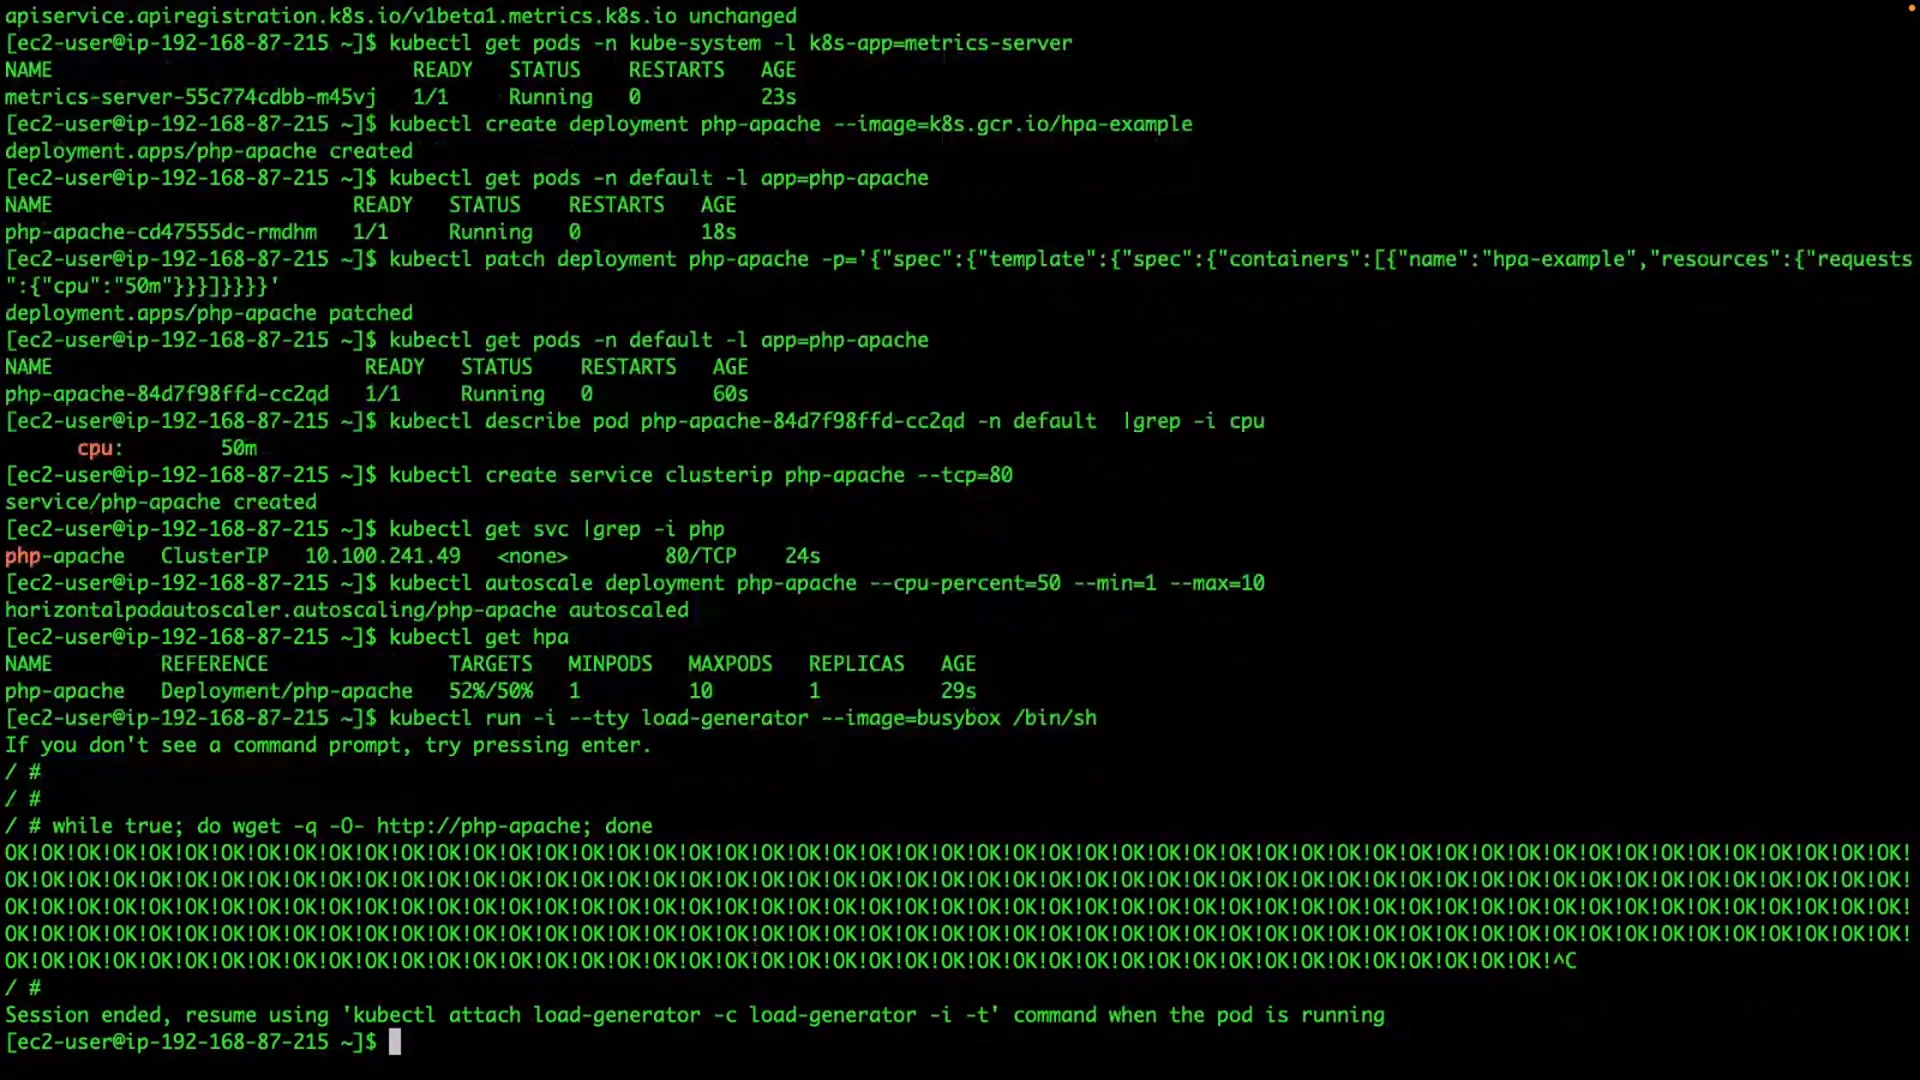 apiservice.apiregistration.k8s.io/v1beta1.metrics.k8s.io unchanged
[ec2-user@ip-192-168-87-215 ~]$ kubectl get pods -n kube-system -l k8s-app=metrics-server
NAME READY STATUS RESTARTS AGE
metrics-server-55c774cdbb-m45vj 1/1 Running 0 23s
[ec2-user@ip-192-168-87-215 ~]$ kubectl create deployment php-apache --image=k8s.gcr.io/hpa-example
deployment.apps/php-apache created
[ec2-user@ip-192-168-87-215 ~]$ kubectl get pods -n default -l app=php-apache
NAME READY STATUS RESTARTS AGE
php-apache-cd47555dc-rmdhm 1/1 Running 0 18s
[ec2-user@ip-192-168-87-215 ~]$ kubectl patch deployment php-apache -p='{"spec":{"template":{"spec":{"containers":[{"name":"hpa-example","resources":{"requests
":{"cpu":"50m"}}}]}}}}'
deployment.apps/php-apache patched
[ec2-user@ip-192-168-87-215 ~]$ kubectl get pods -n default -l app=php-apache
NAME READY STATUS RESTARTS AGE
php-apache-84d7f98ffd-cc2qd 1/1 Running 0 60s
[ec2-user@ip-192-168-87-215 ~]$ kubectl describe pod php-apache-84d7f98ffd-cc2qd -n default |grep -i cpu
cpu: 50m
[ec2-user@ip-192-168-87-215 ~]$ kubectl create service clusterip php-apache --tcp=80
service/php-apache created
[ec2-user@ip-192-168-87-215 ~]$ kubectl get svc |grep -i php
php-apache ClusterIP 10.100.241.49 <none> 80/TCP 24s
[ec2-user@ip-192-168-87-215 ~]$ kubectl autoscale deployment php-apache --cpu-percent=50 --min=1 --max=10
horizontalpodautoscaler.autoscaling/php-apache autoscaled
[ec2-user@ip-192-168-87-215 ~]$ kubectl get hpa
NAME REFERENCE TARGETS MINPODS MAXPODS REPLICAS AGE
php-apache Deployment/php-apache 52%/50% 1 10 1 29s
[ec2-user@ip-192-168-87-215 ~]$ kubectl run -i --tty load-generator --image=busybox /bin/sh
If you don't see a command prompt, try pressing enter.
/ #
/ #
/ # while true; do wget -q -O- http://php-apache; done
OK!OK!OK!OK!OK!OK!OK!OK!OK!OK!OK!OK!OK!OK!OK!OK!OK!OK!OK!OK!OK!OK!OK!OK!OK!OK!OK!OK!OK!OK!OK!OK!OK!OK!OK!OK!OK!OK!OK!OK!OK!OK!OK!OK!OK!OK!OK!OK!OK!OK!OK!OK!OK!
OK!OK!OK!OK!OK!OK!OK!OK!OK!OK!OK!OK!OK!OK!OK!OK!OK!OK!OK!OK!OK!OK!OK!OK!OK!OK!OK!OK!OK!OK!OK!OK!OK!OK!OK!OK!OK!OK!OK!OK!OK!OK!OK!OK!OK!OK!OK!OK!OK!OK!OK!OK!OK!
OK!OK!OK!OK!OK!OK!OK!OK!OK!OK!OK!OK!OK!OK!OK!OK!OK!OK!OK!OK!OK!OK!OK!OK!OK!OK!OK!OK!OK!OK!OK!OK!OK!OK!OK!OK!OK!OK!OK!OK!OK!OK!OK!OK!OK!OK!OK!OK!OK!OK!OK!OK!OK!
OK!OK!OK!OK!OK!OK!OK!OK!OK!OK!OK!OK!OK!OK!OK!OK!OK!OK!OK!OK!OK!OK!OK!OK!OK!OK!OK!OK!OK!OK!OK!OK!OK!OK!OK!OK!OK!OK!OK!OK!OK!OK!OK!OK!OK!OK!OK!OK!OK!OK!OK!OK!OK!
OK!OK!OK!OK!OK!OK!OK!OK!OK!OK!OK!OK!OK!OK!OK!OK!OK!OK!OK!OK!OK!OK!OK!OK!OK!OK!OK!OK!OK!OK!OK!OK!OK!OK!OK!OK!OK!OK!OK!OK!OK!OK!OK!^C
/ #
Session ended, resume using 'kubectl attach load-generator -c load-generator -i -t' command when the pod is running
[ec2-user@ip-192-168-87-215 ~]$